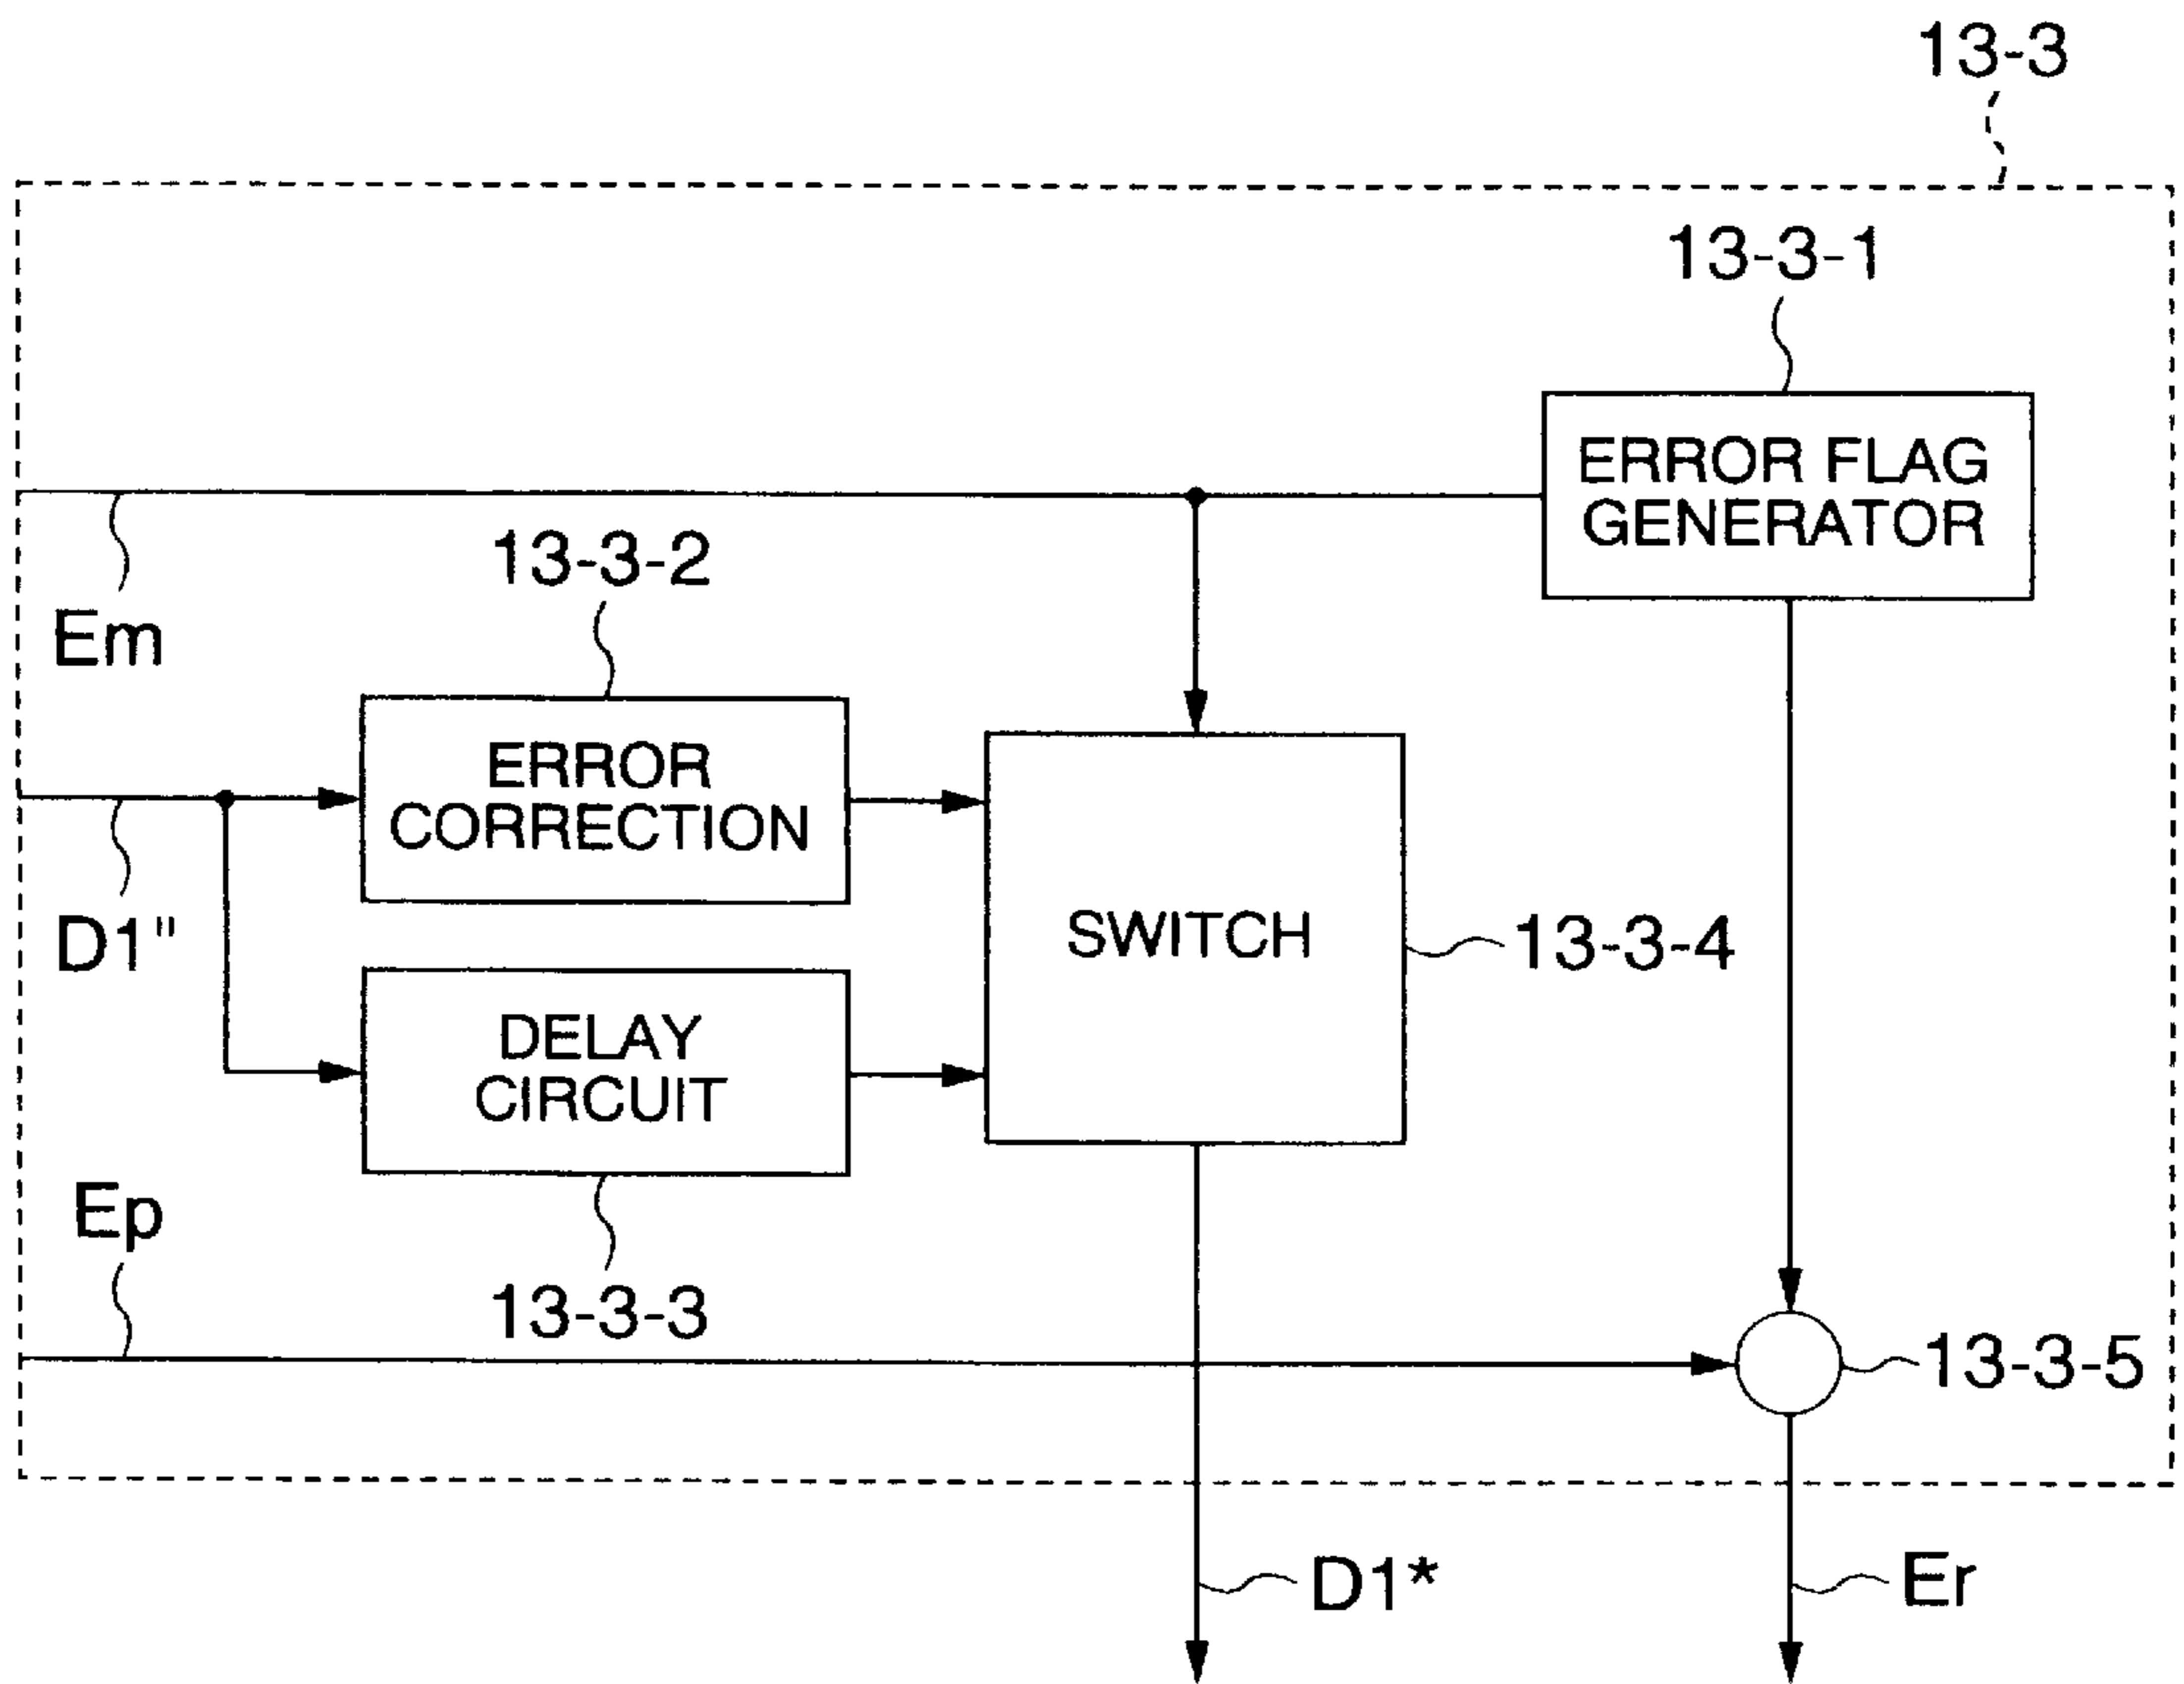 13-3
13-3-1
ERROR FLAG
GENERATOR
13-3-2
Em
ERROR
CORRECTION
D1"
SWITCH
13-3-4
DELAY
CIRCUIT
Ep
13-3-3
13-3-5
D1*
Er